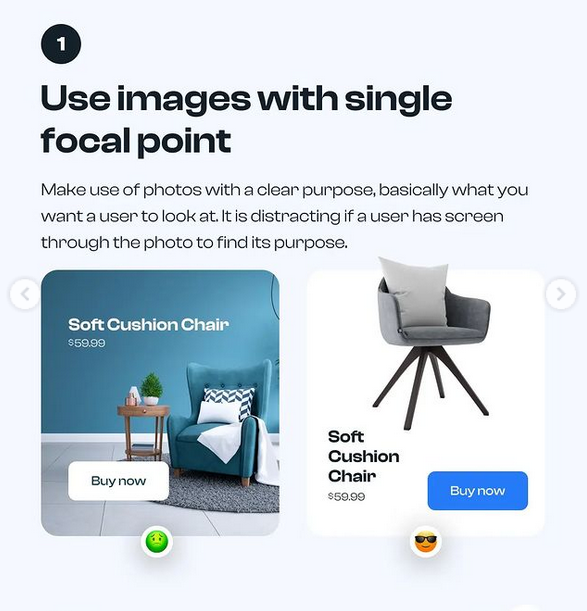 1
Use images with single
focal point
Make use of photos with a clear purpose, basically what you
want a user to look at. It is distracting if a user has screen
through the photo to find its purpose.
Soft Cushion Chair
$59.99
Buy now
Soft
Cushion
Chair
$59.99
Buy now